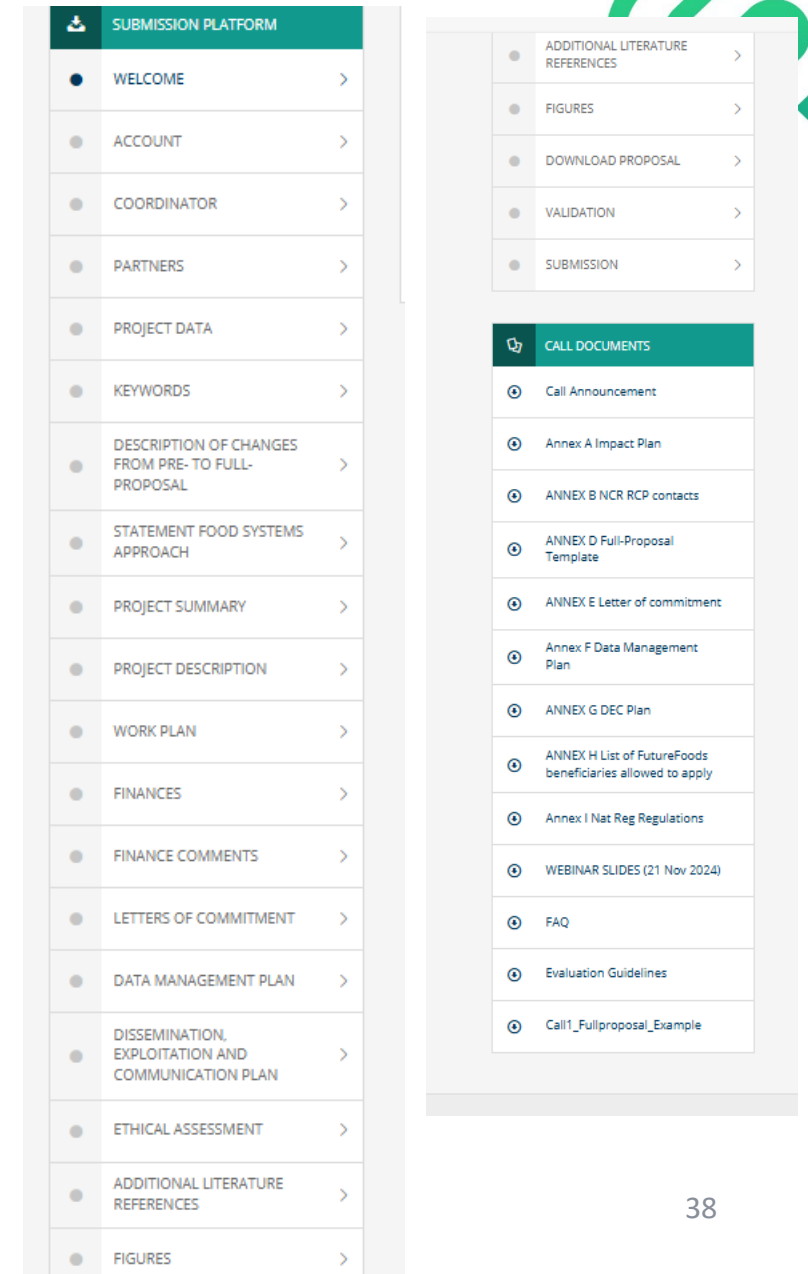 SUBMISSION PLATFORM
WELCOME
ACCOUNT
COORDINATOR
PARTNERS
PROJECT DATA
KEYWORDS
DESCRIPTION OF CHANGES
FROM PRE- TO FULL-
PROPOSAL
STATEMENT FOOD SYSTEMS
APPROACH
PROJECT SUMMARY
PROJECT DESCRIPTION
WORK PLAN
FINANCES
FINANCE COMMENTS
LETTERS OF COMMITMENT
DATA MANAGEMENT PLAN
DISSEMINATION,
EXPLOITATION AND
COMMUNICATION PLAN
ETHICAL ASSESSMENT
ADDITIONAL LITERATURE
REFERENCES
FIGURES
ADDITIONAL LITERATURE
REFERENCES
FIGURES
DOWNLOAD PROPOSAL
VALIDATION
SUBMISSION
CALL DOCUMENTS
Call Announcement
Annex A Impact Plan
ANNEX B NCR RCP contacts
ANNEX D Full-Proposal
Template
ANNEX E Letter of commitment
Annex F Data Management
Plan
ANNEX G DEC Plan
ANNEX H List of FutureFoods
beneficiaries allowed to apply
Annex I Nat Reg Regulations
WEBINAR SLIDES (21 Nov 2024)
FAQ
Evaluation Guidelines
Call1_Fullproposal_Example
38